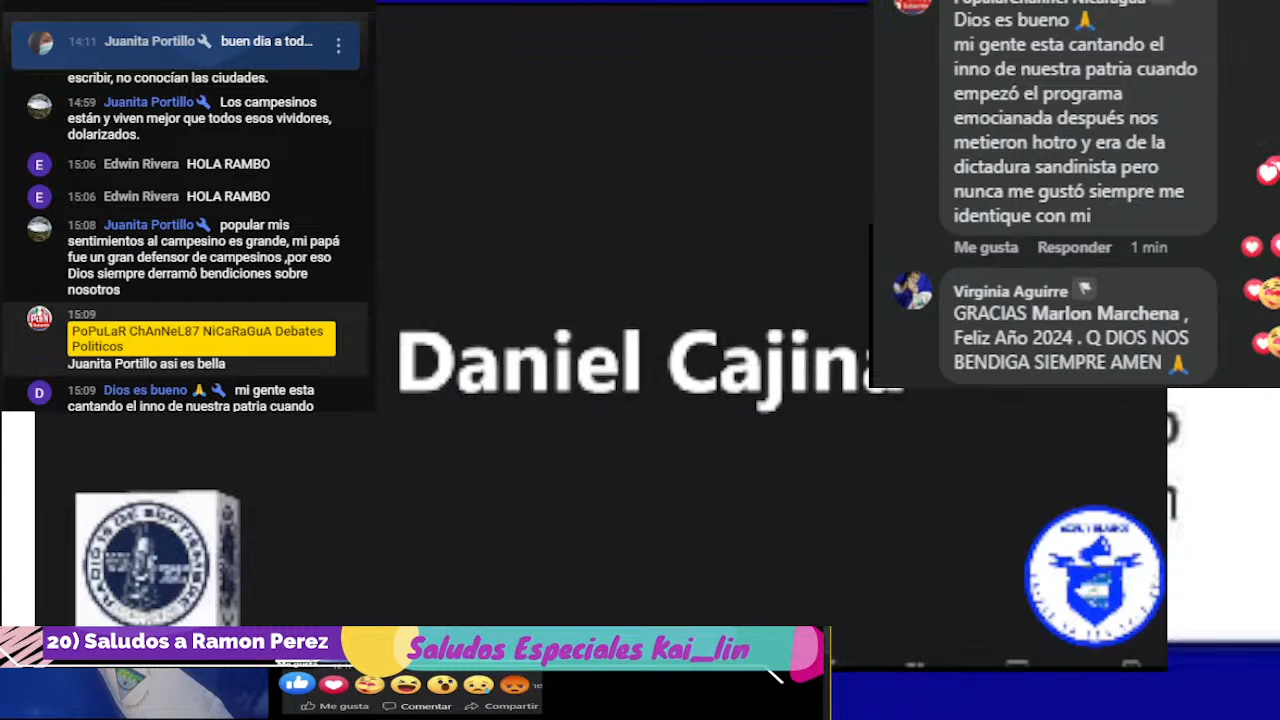 14:11 Juanita Portillo buen dia a tod...
escribir, no conocían las ciudades.
14:59 Juanita Portillo Los campesinos
están y viven mejor que todos esos vividores,
dolarizados.
E 15:06 Edwin Rivera HOLA RAMBO
E 15:06 Edwin Rivera HOLA RAMBO
15:08 Juanita Portillo popular mis
sentimientos al campesino es grande, mi papá
fue un gran defensor de campesinos ,por eso
Dios siempre derramô bendiciones sobre
nosotros
15:09
PoPuLaR ChAnNeL87 NiCaRaGuA Debates
Politicos
Juanita Portillo asi es bella
D 15:09 Dios es bueno 🙏 mi gente esta
cantando el inno de nuestra patria cuando
Daniel Cajina
Dios es bueno 🙏
mi gente esta cantando el
inno de nuestra patria cuando
empezó el programa
emocianada después nos
metieron hotro y era de la
dictadura sandinista pero
nunca me gustó siempre me
identique con mi
Me gusta Responder 1 min
Virginia Aguirre
GRACIAS Marlon Marchena ,
Feliz Año 2024 . Q DIOS NOS
BENDIGA SIEMPRE AMEN 🙏
20) Saludos a Ramon Perez
Saludos Especiales Kai_lin
Me gusta Comentar Compartir